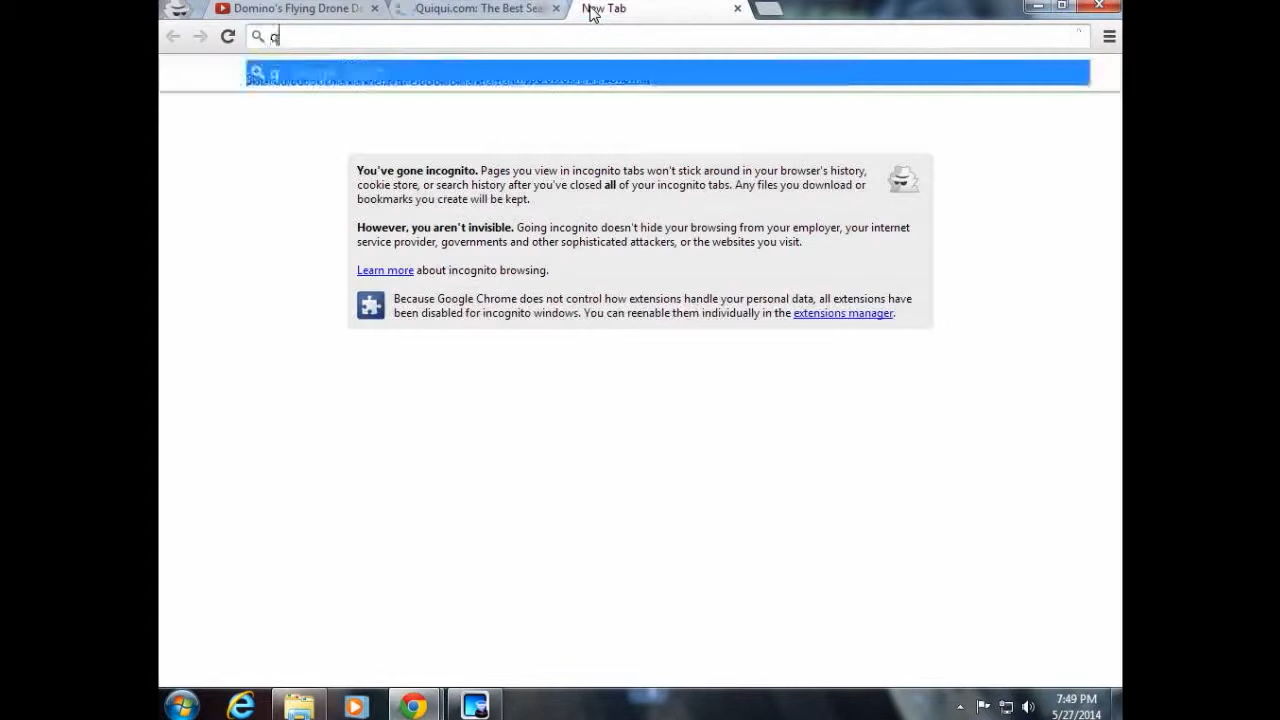 Domino's Flying Drone D
Quiqui.com: The Best Sea
New Tab
q
q
You've gone incognito. Pages you view in incognito tabs won't stick around in your browser's history,
cookie store, or search history after you've closed all of your incognito tabs. Any files you download or
bookmarks you create will be kept.
However, you aren't invisible. Going incognito doesn't hide your browsing from your employer, your internet
service provider, governments and other sophisticated attackers, or the websites you visit.
Learn more about incognito browsing.
Because Google Chrome does not control how extensions handle your personal data, all extensions have
been disabled for incognito windows. You can reenable them individually in the extensions manager.
7:49 PM
5/27/2014